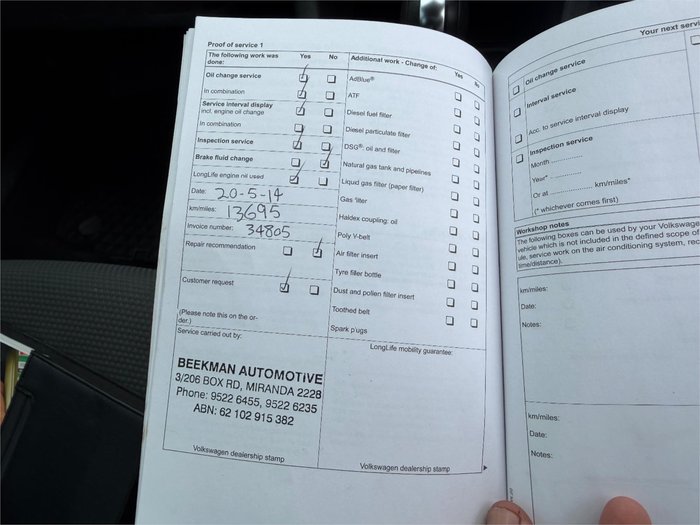 Proof of service 1
The following work was done: Yes No
Oil change service
In combination
Service interval display
incl. engine oil change
In combination
Inspection service
Brake fluid change
LongLife engine oil used
Date: 20-5-14
km/miles: 13695
Invoice number: 34805
Repair recommendation
Customer request
(Please note this on the or-
der.)
Service carried out by:
BEEKMAN AUTOMOTIVE
3/206 BOX RD, MIRANDA 2228
Phone: 9522 6455, 9522 6235
ABN: 62 102 915 382
Volkswagen dealership stamp
Additional work - Change of: Yes No
AdBlue®
ATF
Diesel fuel filter
Diesel particulate filter
DSG®: oil and filter
Natural gas tank and pipelines
Liquid gas filter (paper filter)
Gas filter
Haldex coupling: oil
Poly V-belt
Air filter insert
Tyre filler bottle
Dust and pollen filter insert
Toothed belt
Spark plugs
LongLife mobility guarantee:
Volkswagen dealership stamp
Your next servi
Oil change service
Interval service
Acc. to service interval display
Inspection service
Month ............
Year* ............
Or at ............ km/miles*
(* whichever comes first)
Workshop notes
The following boxes can be used by your Volkswage
vehicle which is not included in the defined scope of
ule, service work on the air conditioning system, rec
time/distance).
km/miles:
Date:
Notes:
km/miles:
Date:
Notes: